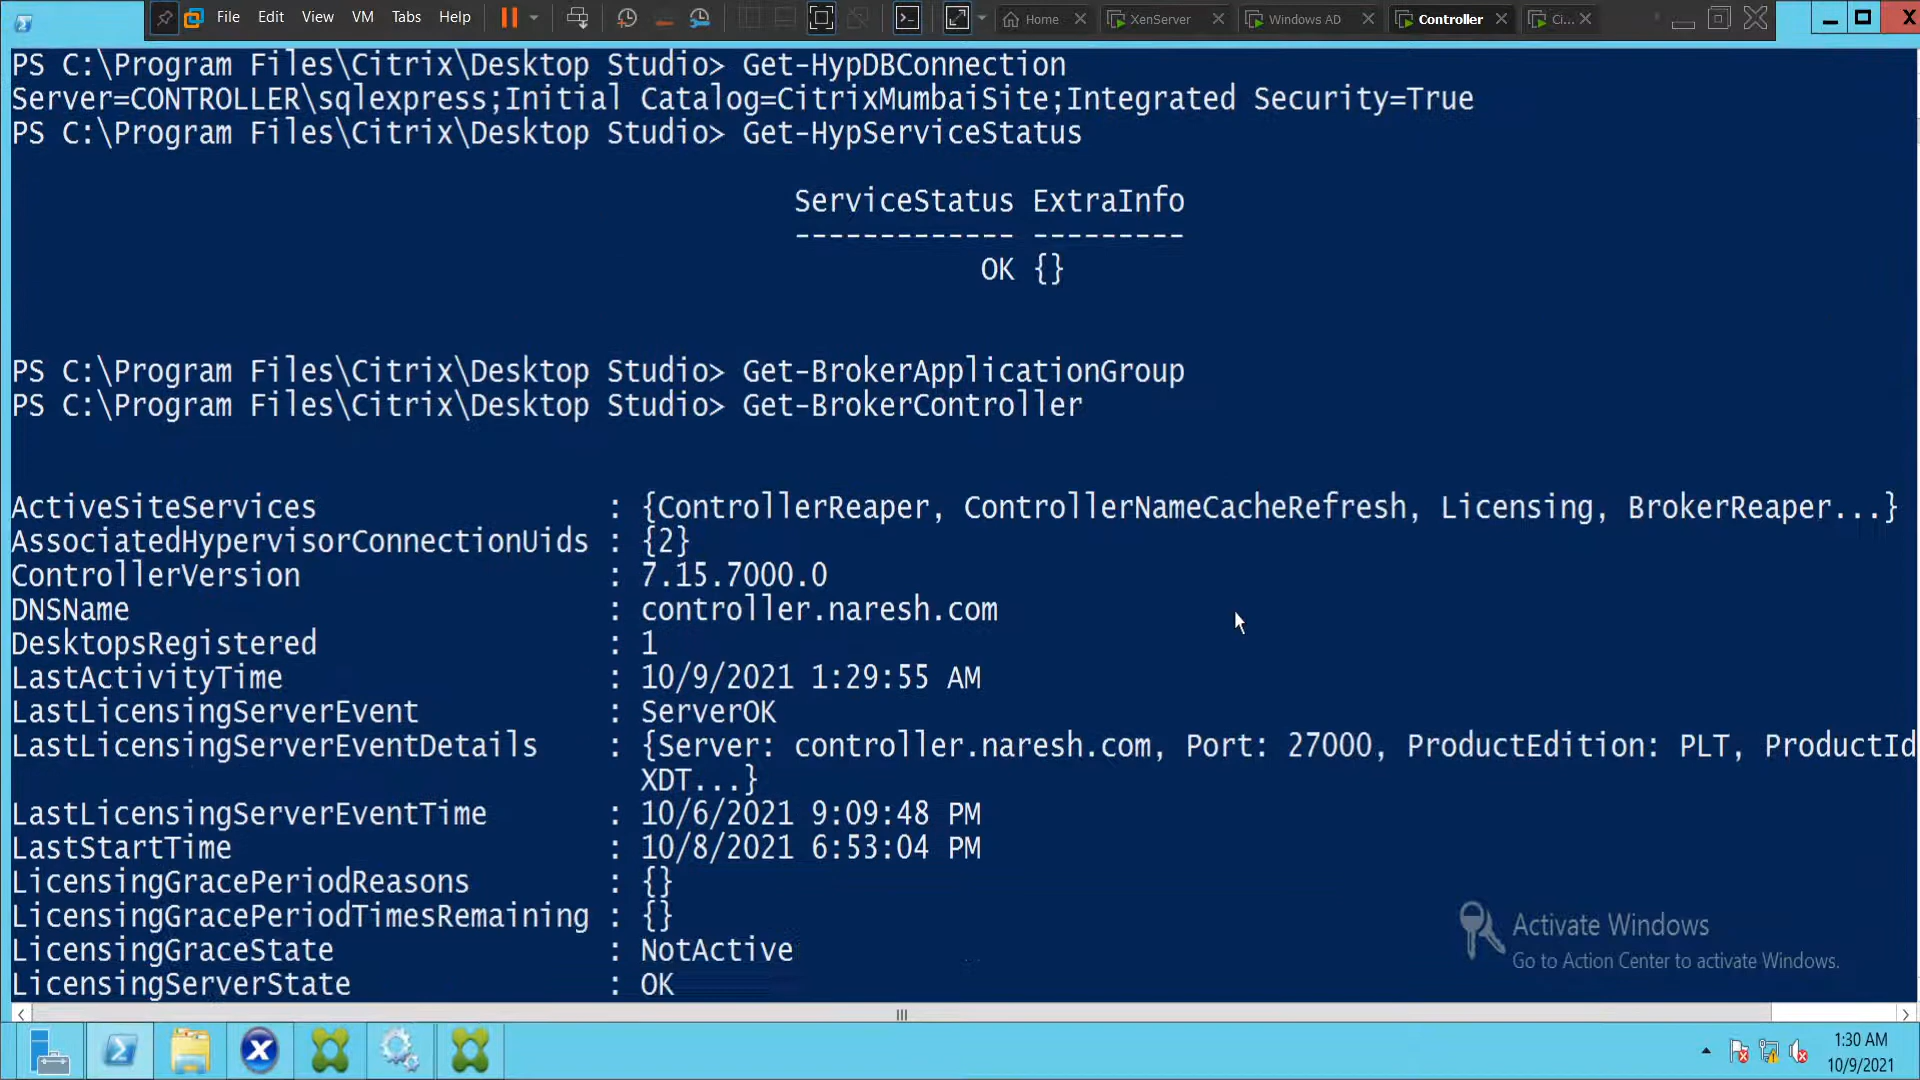 File Edit View VM Tabs Help Home XenServer Windows AD Controller Ci...
PS C:\Program Files\Citrix\Desktop Studio> Get-HypDBConnection
Server=CONTROLLER\sqlexpress;Initial Catalog=CitrixMumbaiSite;Integrated Security=True
PS C:\Program Files\Citrix\Desktop Studio> Get-HypServiceStatus
ServiceStatus ExtraInfo
------------- ---------
OK {}
PS C:\Program Files\Citrix\Desktop Studio> Get-BrokerApplicationGroup
PS C:\Program Files\Citrix\Desktop Studio> Get-BrokerController
ActiveSiteServices : {ControllerReaper, ControllerNameCacheRefresh, Licensing, BrokerReaper...}
AssociatedHypervisorConnectionUids : {2}
ControllerVersion : 7.15.7000.0
DNSName : controller.naresh.com
DesktopsRegistered : 1
LastActivityTime : 10/9/2021 1:29:55 AM
LastLicensingServerEvent : ServerOK
LastLicensingServerEventDetails : {Server: controller.naresh.com, Port: 27000, ProductEdition: PLT, ProductId
XDT...}
LastLicensingServerEventTime : 10/6/2021 9:09:48 PM
LastStartTime : 10/8/2021 6:53:04 PM
LicensingGracePeriodReasons : {}
LicensingGracePeriodTimesRemaining : {}
LicensingGraceState : NotActive
LicensingServerState : OK
Activate Windows
Go to Action Center to activate Windows.
1:30 AM
10/9/2021